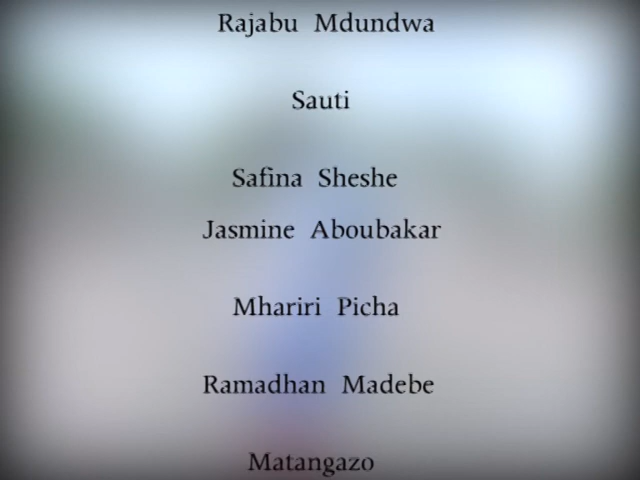 Rajabu Mdundwa
Sauti
Safina Sheshe
Jasmine Aboubakar
Mhariri Picha
Ramadhan Madebe
Matangazo